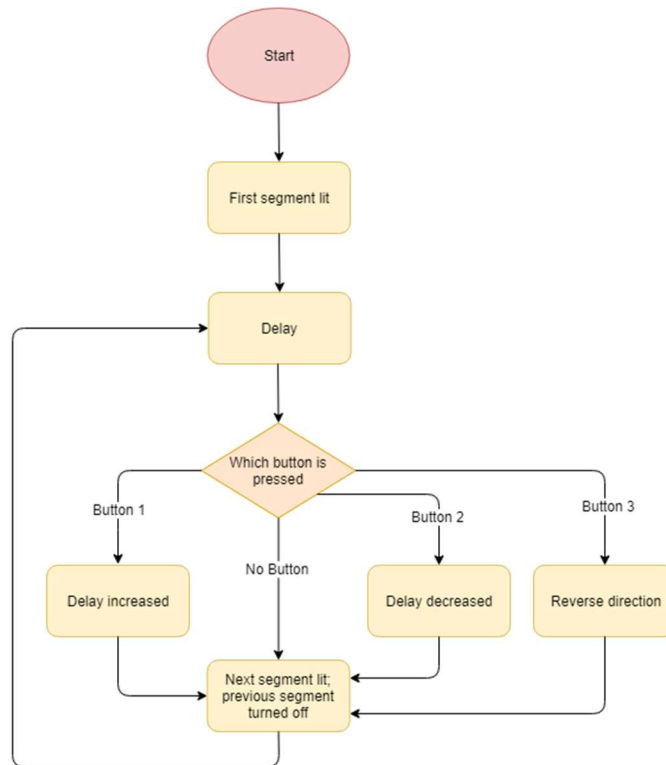 Start
First segment lit
Delay
Which button is
pressed
Button 1
Button 2
Button 3
No Button
Delay increased
Delay decreased
Reverse direction
Next segment lit;
previous segment
turned off